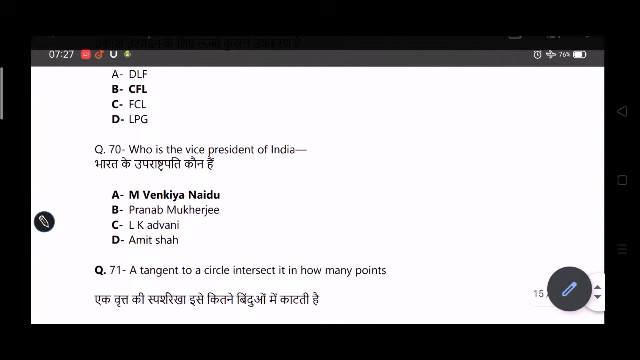 07:27 U 76%
A- DLF
B- CFL
C- FCL
D- LPG
Q. 70- Who is the vice president of India—
भारत के उपराष्ट्रपति कौन हैं
A- M Venkiya Naidu
B- Pranab Mukherjee
C- L K advani
D- Amit shah
Q. 71- A tangent to a circle intersect it in how many points
15
एक वृत्त की स्पर्शरेखा इसे कितने बिंदुओं में काटती है